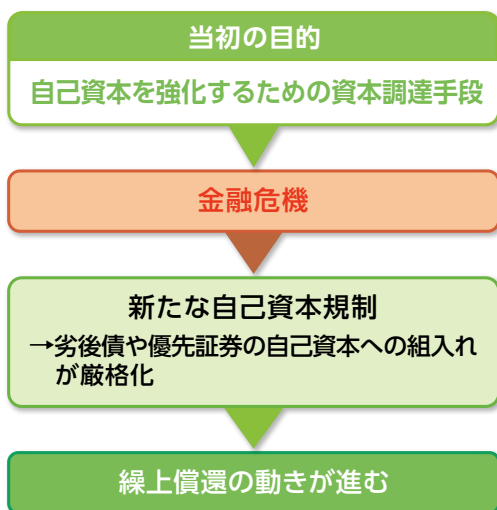 当初の目的
自己資本を強化するための資本調達手段
金融危機
新たな自己資本規制
→劣後債や優先証券の自己資本への組入れ
が厳格化
繰上償還の動きが進む